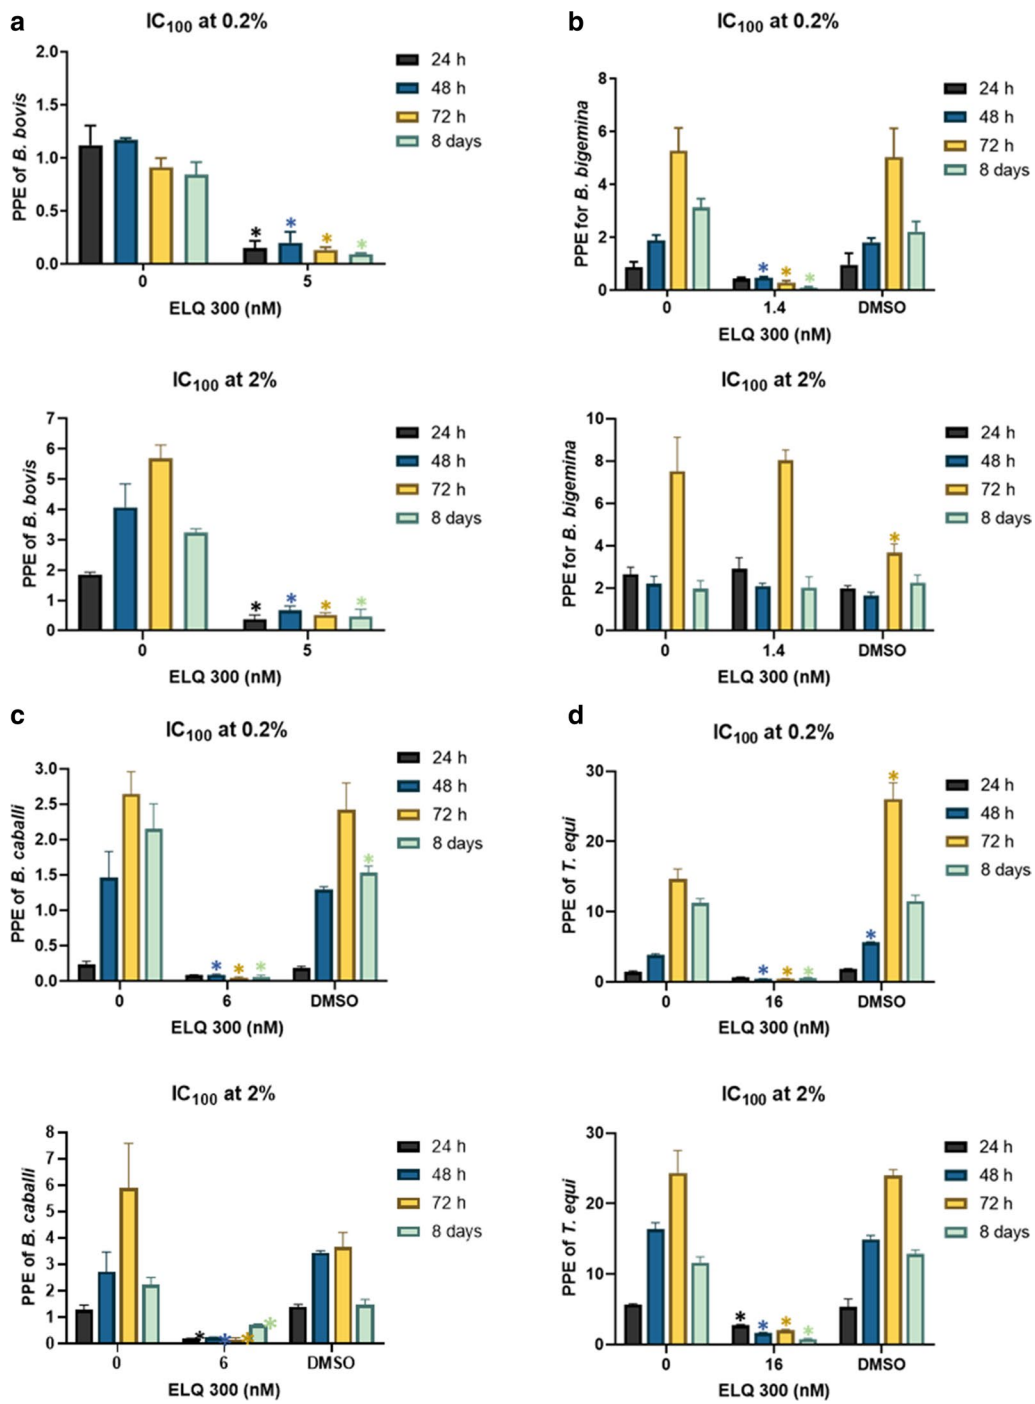 a
IC100 at 0.2%
PPE of B. bovis
2.0
1.5
1.0
0.5
0.0
0
5
ELQ 300 (nM)
24 h
48 h
72 h
8 days
b
IC100 at 0.2%
PPE for B. bigemina
8
6
4
2
0
*
*
*
0
1.4
DMSO
ELQ 300 (nM)
24 h
48 h
72 h
8 days
IC100 at 2%
PPE of B. bovis
7
6
5
4
3
2
1
0
0
5
ELQ 300 (nM)
24 h
48 h
72 h
8 days
IC100 at 2%
PPE for B. bigemina
10
8
6
4
2
0
0
1.4
DMSO
ELQ 300 (nM)
24 h
48 h
72 h
8 days
c
IC100 at 0.2%
PPE of B. caballi
3.0
2.5
2.0
1.5
1.0
0.5
0.0
0
6
DMSO
ELQ 300 (nM)
24 h
48 h
72 h
8 days
d
IC100 at 0.2%
PPE of T. equi
30
20
10
0
0
16
DMSO
ELQ 300 (nM)
24 h
48 h
72 h
8 days
IC100 at 2%
PPE of B. caballi
8
7
6
5
4
3
2
1
0
0
6
DMSO
ELQ 300 (nM)
24 h
48 h
72 h
8 days
IC100 at 2%
PPE of T. equi
30
20
10
0
0
16
DMSO
ELQ 300 (nM)
24 h
48 h
72 h
8 days